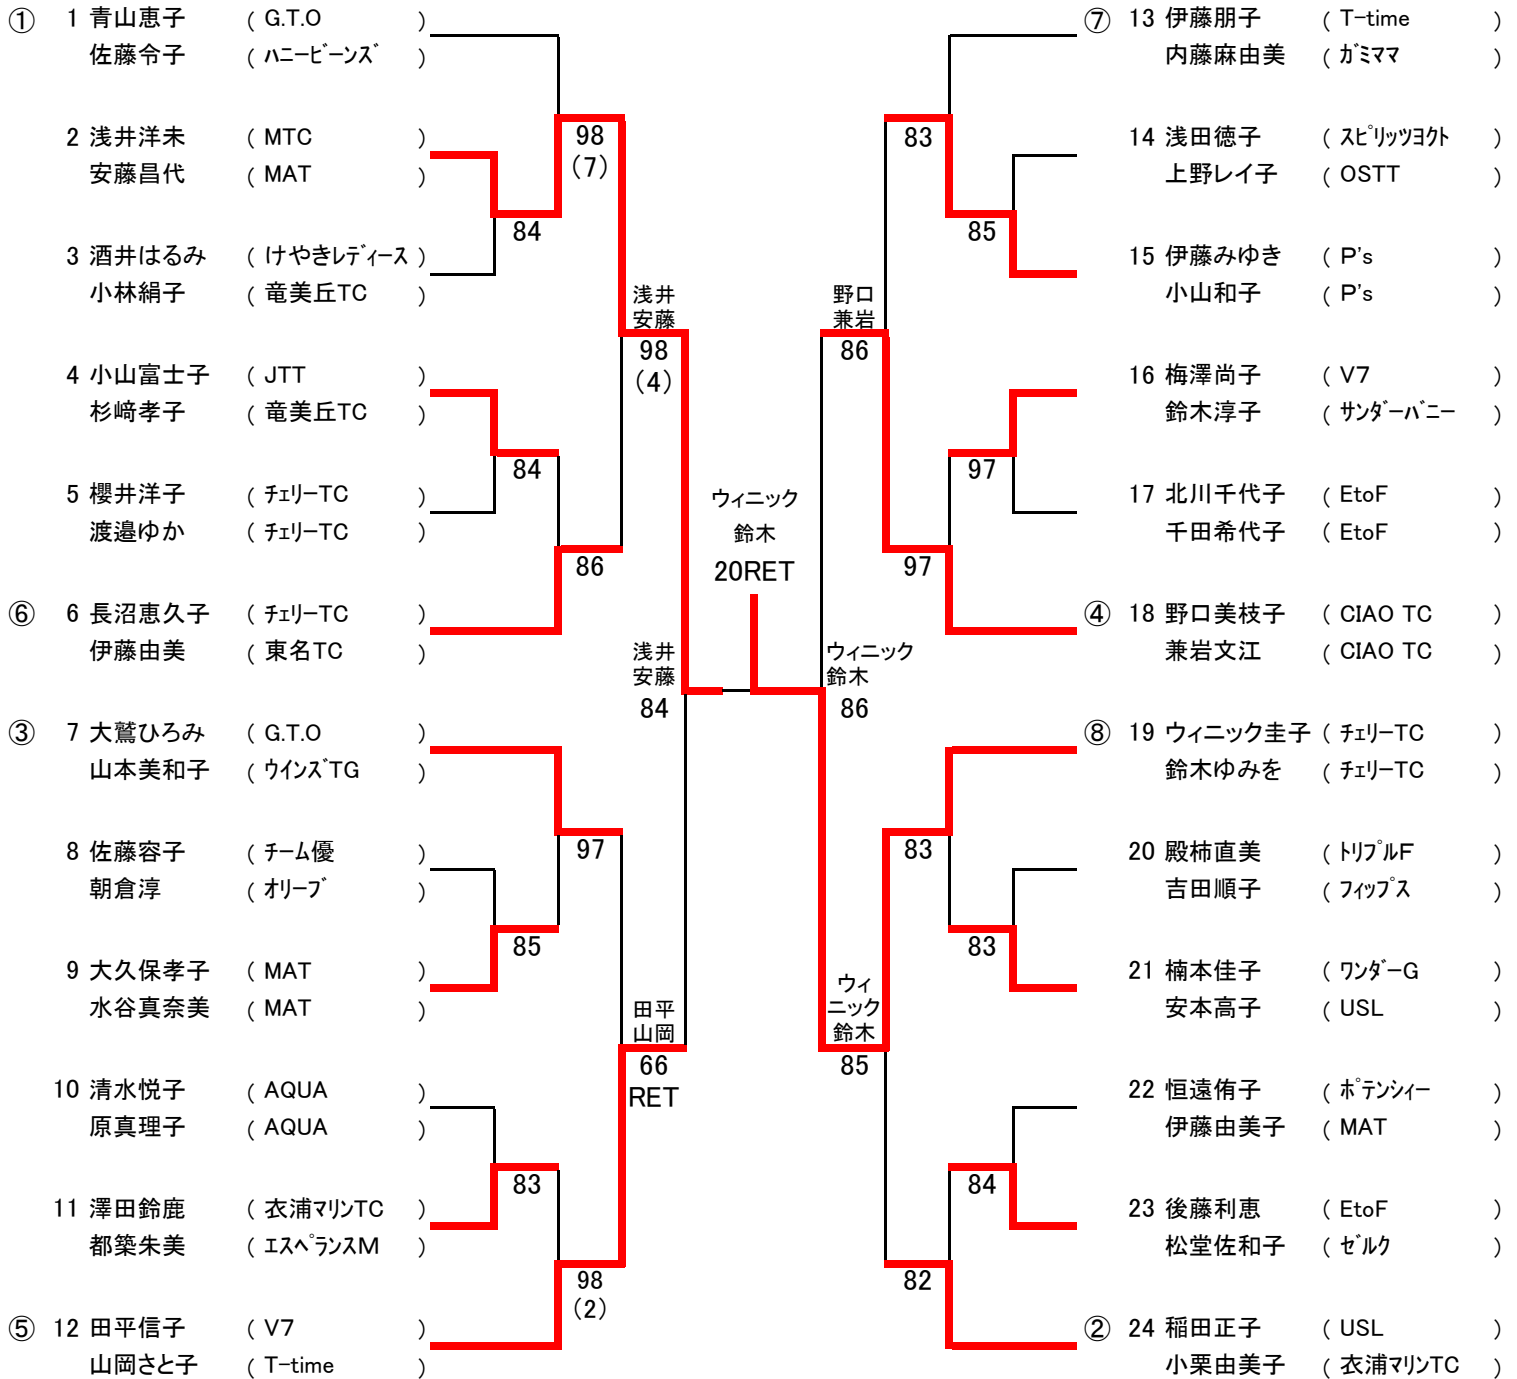 ① 1 青山恵子 ( G.T.O )
佐藤令子 ( ﾊﾆｰﾋﾞｰﾝｽﾞ )
2 浅井洋未 ( MTC )
安藤昌代 ( MAT )
98
(7)
84
3 酒井はるみ ( けやきﾚﾃﾞｨｰｽ )
小林絹子 ( 竜美丘TC )
浅井
安藤
98
(4)
4 小山富士子 ( JTT )
杉﨑孝子 ( 竜美丘TC )
84
5 櫻井洋子 ( ﾁｪﾘｰTC )
渡邉ゆか ( ﾁｪﾘｰTC )
86
⑥ 6 長沼恵久子 ( ﾁｪﾘｰTC )
伊藤由美 ( 東名TC )
浅井
安藤
84
③ 7 大鷲ひろみ ( G.T.O )
山本美和子 ( ｳｲﾝｽﾞTG )
8 佐藤容子 ( ﾁｰﾑ優 )
朝倉淳 ( ｵﾘｰﾌﾞ )
97
85
9 大久保孝子 ( MAT )
水谷真奈美 ( MAT )
田平
山岡
66
RET
10 清水悦子 ( AQUA )
原真理子 ( AQUA )
83
11 澤田鈴鹿 ( 衣浦ﾏﾘﾝTC )
都築朱美 ( ｴｽﾍﾟﾗﾝｽM )
98
(2)
⑤ 12 田平信子 ( V7 )
山岡さと子 ( T-time )
ウィニック
鈴木
20RET
⑦ 13 伊藤朋子 ( T-time )
内藤麻由美 ( ｶﾞﾐﾏﾏ )
83
14 浅田徳子 ( ｽﾋﾟﾘｯﾂﾖｸﾄ )
上野レイ子 ( OSTT )
85
15 伊藤みゆき ( P's )
小山和子 ( P's )
野口
兼岩
86
16 梅澤尚子 ( V7 )
鈴木淳子 ( ｻﾝﾀﾞｰﾊﾞﾆｰ )
97
17 北川千代子 ( EtoF )
千田希代子 ( EtoF )
97
④ 18 野口美枝子 ( CIAO TC )
兼岩文江 ( CIAO TC )
ウィニック
鈴木
86
⑧ 19 ウィニック圭子 ( ﾁｪﾘｰTC )
鈴木ゆみを ( ﾁｪﾘｰTC )
83
20 殿柿直美 ( ﾄﾘﾌﾟﾙF )
吉田順子 ( ﾌｨｯﾌﾟｽ )
83
21 楠本佳子 ( ﾜﾝﾀﾞｰG )
安本高子 ( USL )
ウィ
ニック
鈴木
85
22 恒遠侑子 ( ﾎﾟﾃﾝｼｨｰ )
伊藤由美子 ( MAT )
84
23 後藤利恵 ( EtoF )
松堂佐和子 ( ｾﾞﾙｸ )
82
② 24 稲田正子 ( USL )
小栗由美子 ( 衣浦ﾏﾘﾝTC )